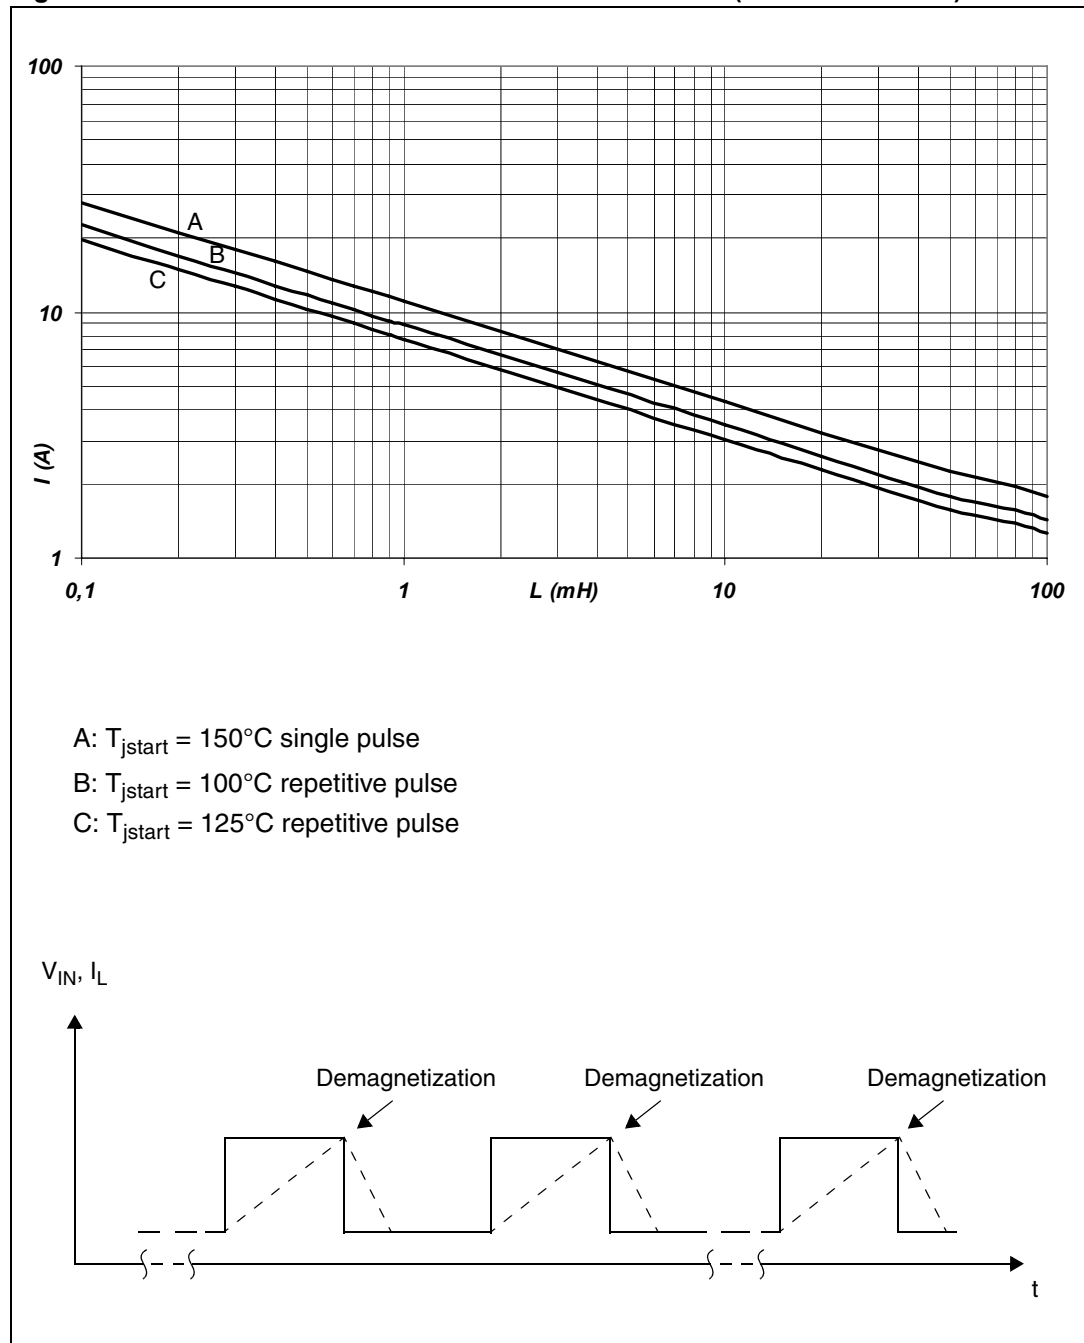 100
A
B
C
10
I (A)
1
0,1 1 L (mH) 10 100
A: Tjstart = 150°C single pulse
B: Tjstart = 100°C repetitive pulse
C: Tjstart = 125°C repetitive pulse
VIN, IL
Demagnetization Demagnetization Demagnetization
t